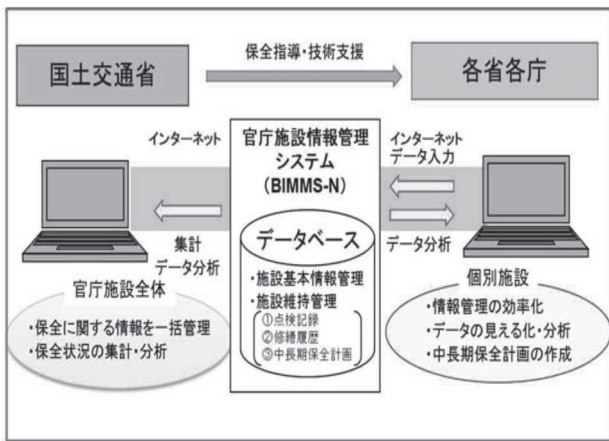 国土交通省
保全指導・技術支援
各省各庁
インターネット
官庁施設情報管理
システム
（BIMMS-N）
インターネット
データ入力
集計
データ分析
データベース
・施設基本情報管理
・施設維持管理
①点検記録
②修繕履歴
③中長期保全計画
データ分析
官庁施設全体
・保全に関する情報を一括管理
・保全状況の集計・分析
個別施設
・情報管理の効率化
・データの見える化・分析
・中長期保全計画の作成